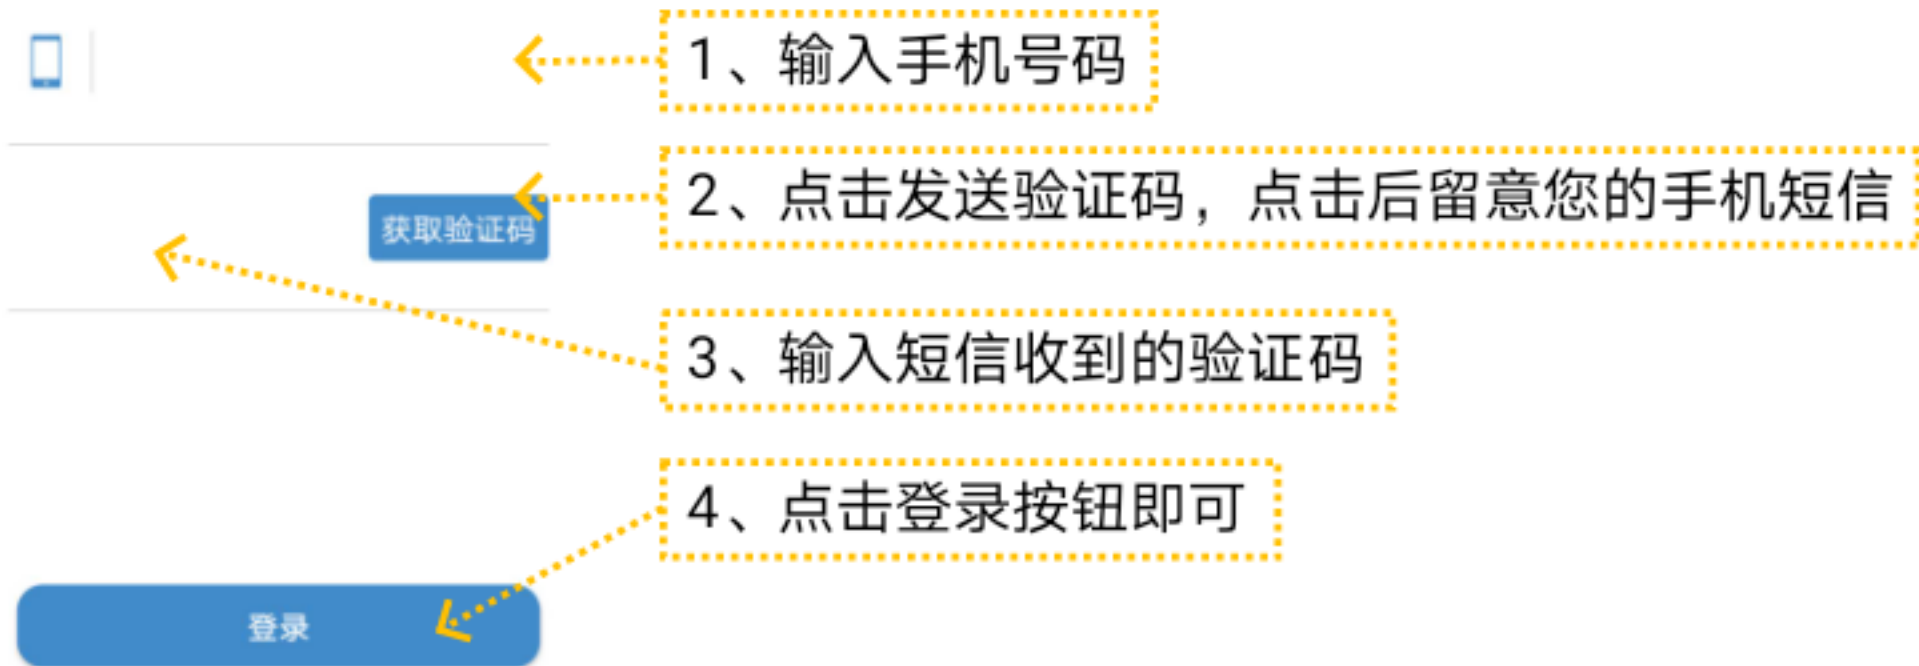 1、输入手机号码
2、点击发送验证码，点击后留意您的手机短信
获取验证码
3、输入短信收到的验证码
4、点击登录按钮即可
登录